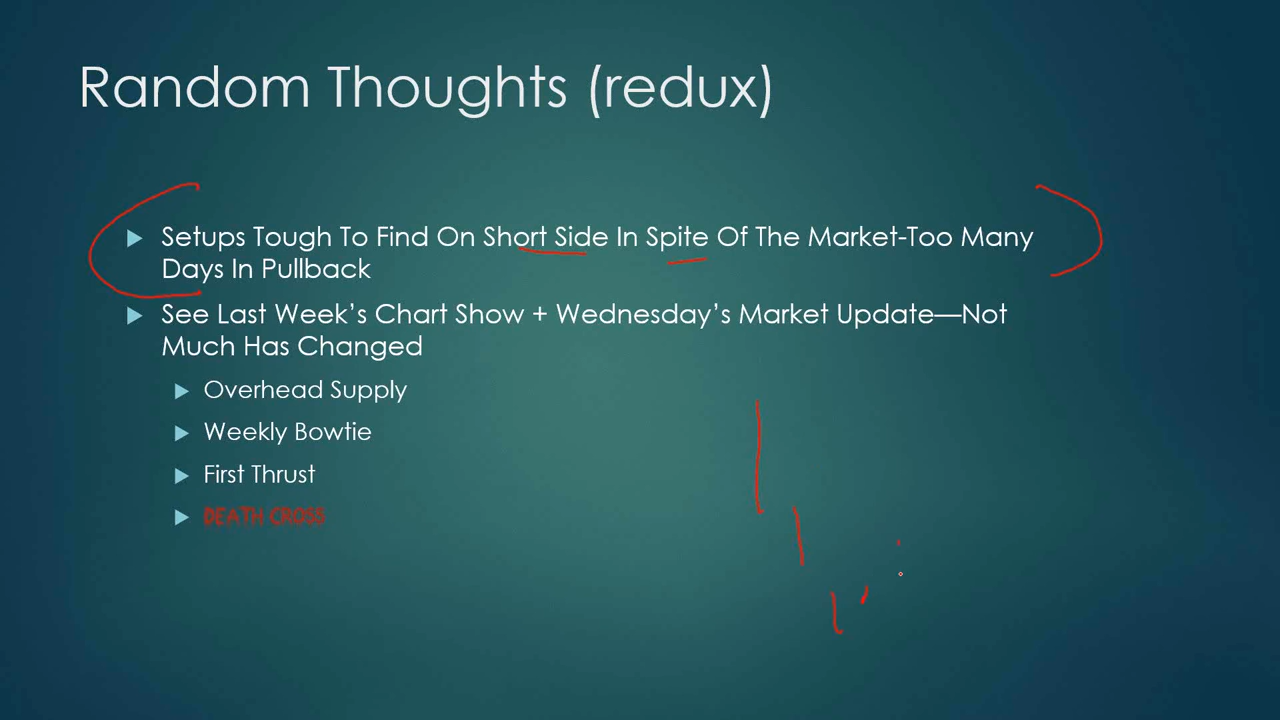 Random Thoughts (redux)
Setups Tough To Find On Short Side In Spite Of The Market-Too Many
Days In Pullback
See Last Week’s Chart Show + Wednesday’s Market Update—Not
Much Has Changed
Overhead Supply
Weekly Bowtie
First Thrust
DEATH CROSS